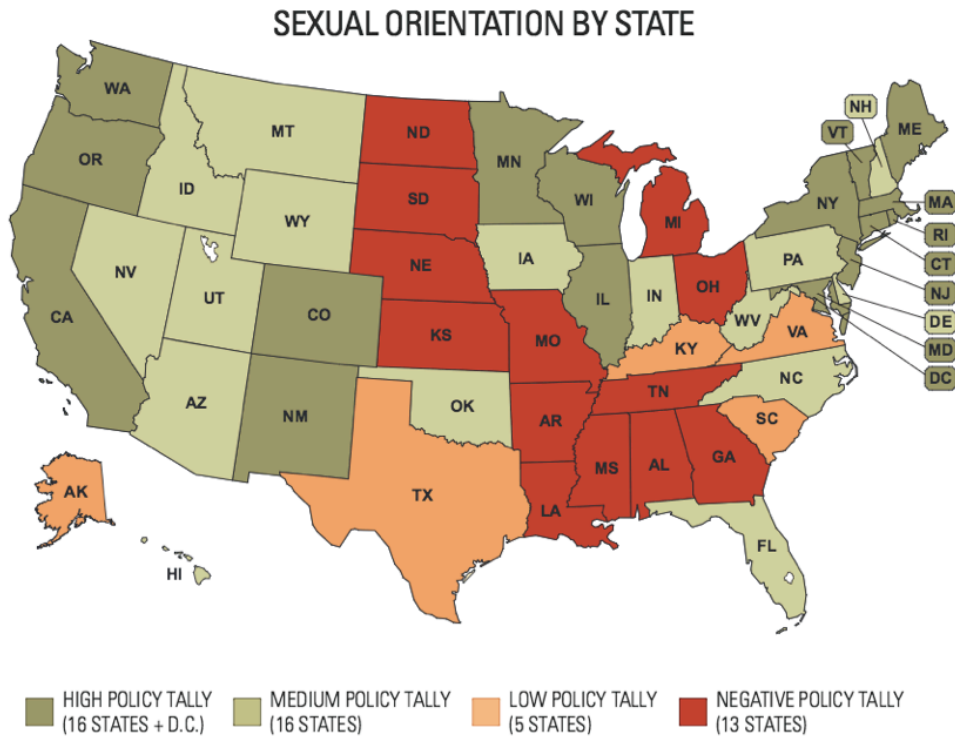 SEXUAL ORIENTATION BY STATE
WA
OR
CA
ID
NV
MT
WY
UT
AZ
CO
NM
ND
SD
NE
KS
OK
TX
MN
IA
MO
AR
LA
WI
IL
MI
IN
OH
KY
TN
MS
AL
GA
FL
SC
NC
VA
WV
PA
NY
VT
NH
ME
MA
RI
CT
NJ
DE
MD
DC
AK
HI
HIGH POLICY TALLY
(16 STATES + D.C.)
MEDIUM POLICY TALLY
(16 STATES)
LOW POLICY TALLY
(5 STATES)
NEGATIVE POLICY TALLY
(13 STATES)